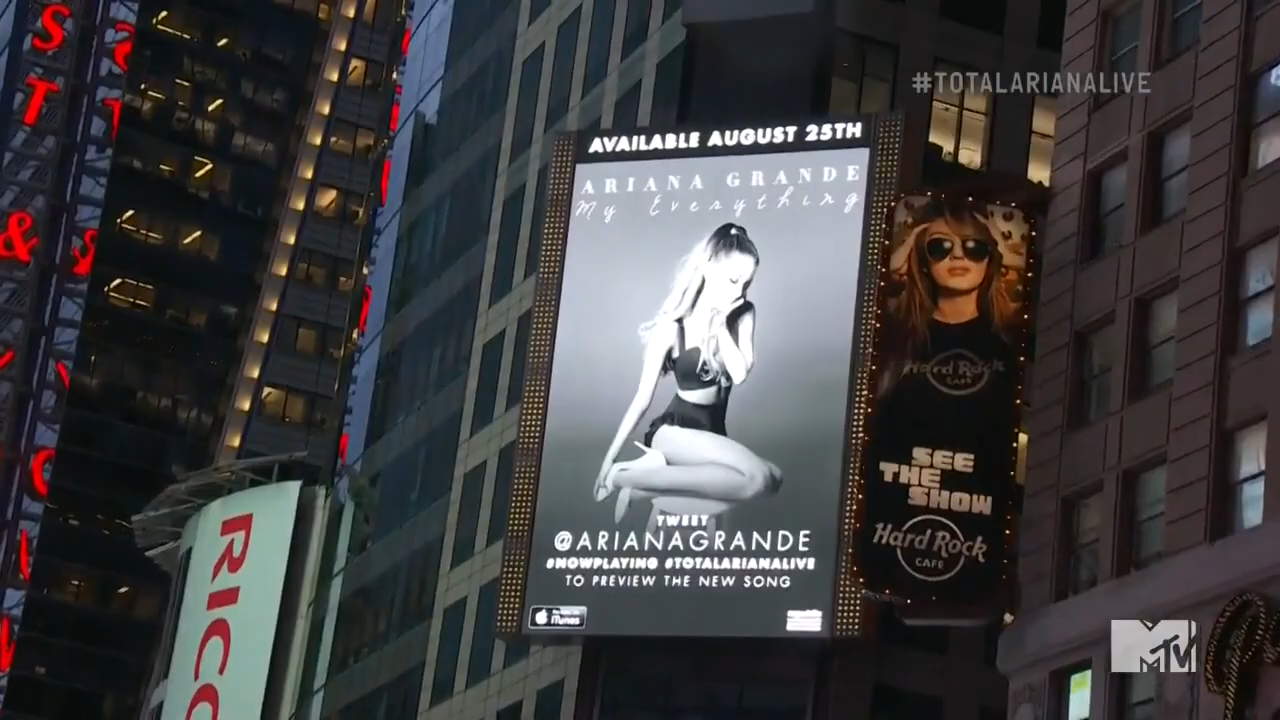 #TOTALARIANALIVE
AVAILABLE AUGUST 25TH
ARIANA GRANDE
My Everything
TWEET
@ARIANAGRANDE
#NOWPLAYING #TOTALARIANALIVE
TO PREVIEW THE NEW SONG
iTunes
Hard Rock
CAFE
SEE
THE
SHOW
Hard Rock
CAFE
RICO
MTV